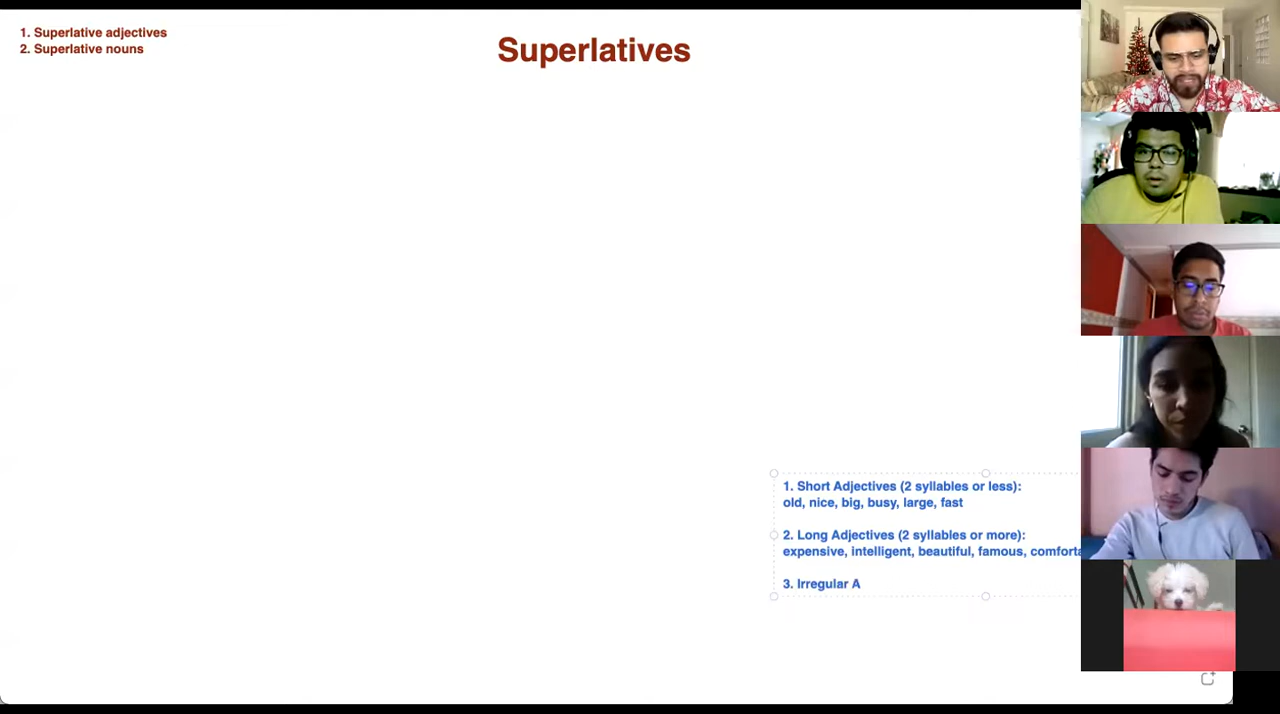 1. Superlative adjectives
2. Superlative nouns
Superlatives
1. Short Adjectives (2 syllables or less):
old, nice, big, busy, large, fast
2. Long Adjectives (2 syllables or more):
expensive, intelligent, beautiful, famous, comforta
3. Irregular A